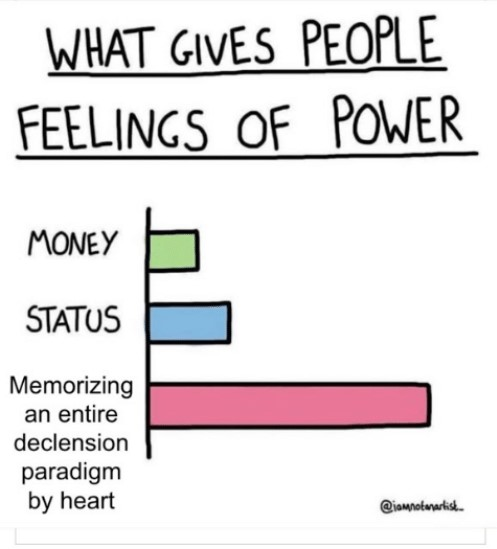 WHAT GIVES PEOPLE
FEELINGS OF POWER
MONEY
STATUS
Memorizing
an entire
declension
paradigm
by heart
@iamnotanartist_